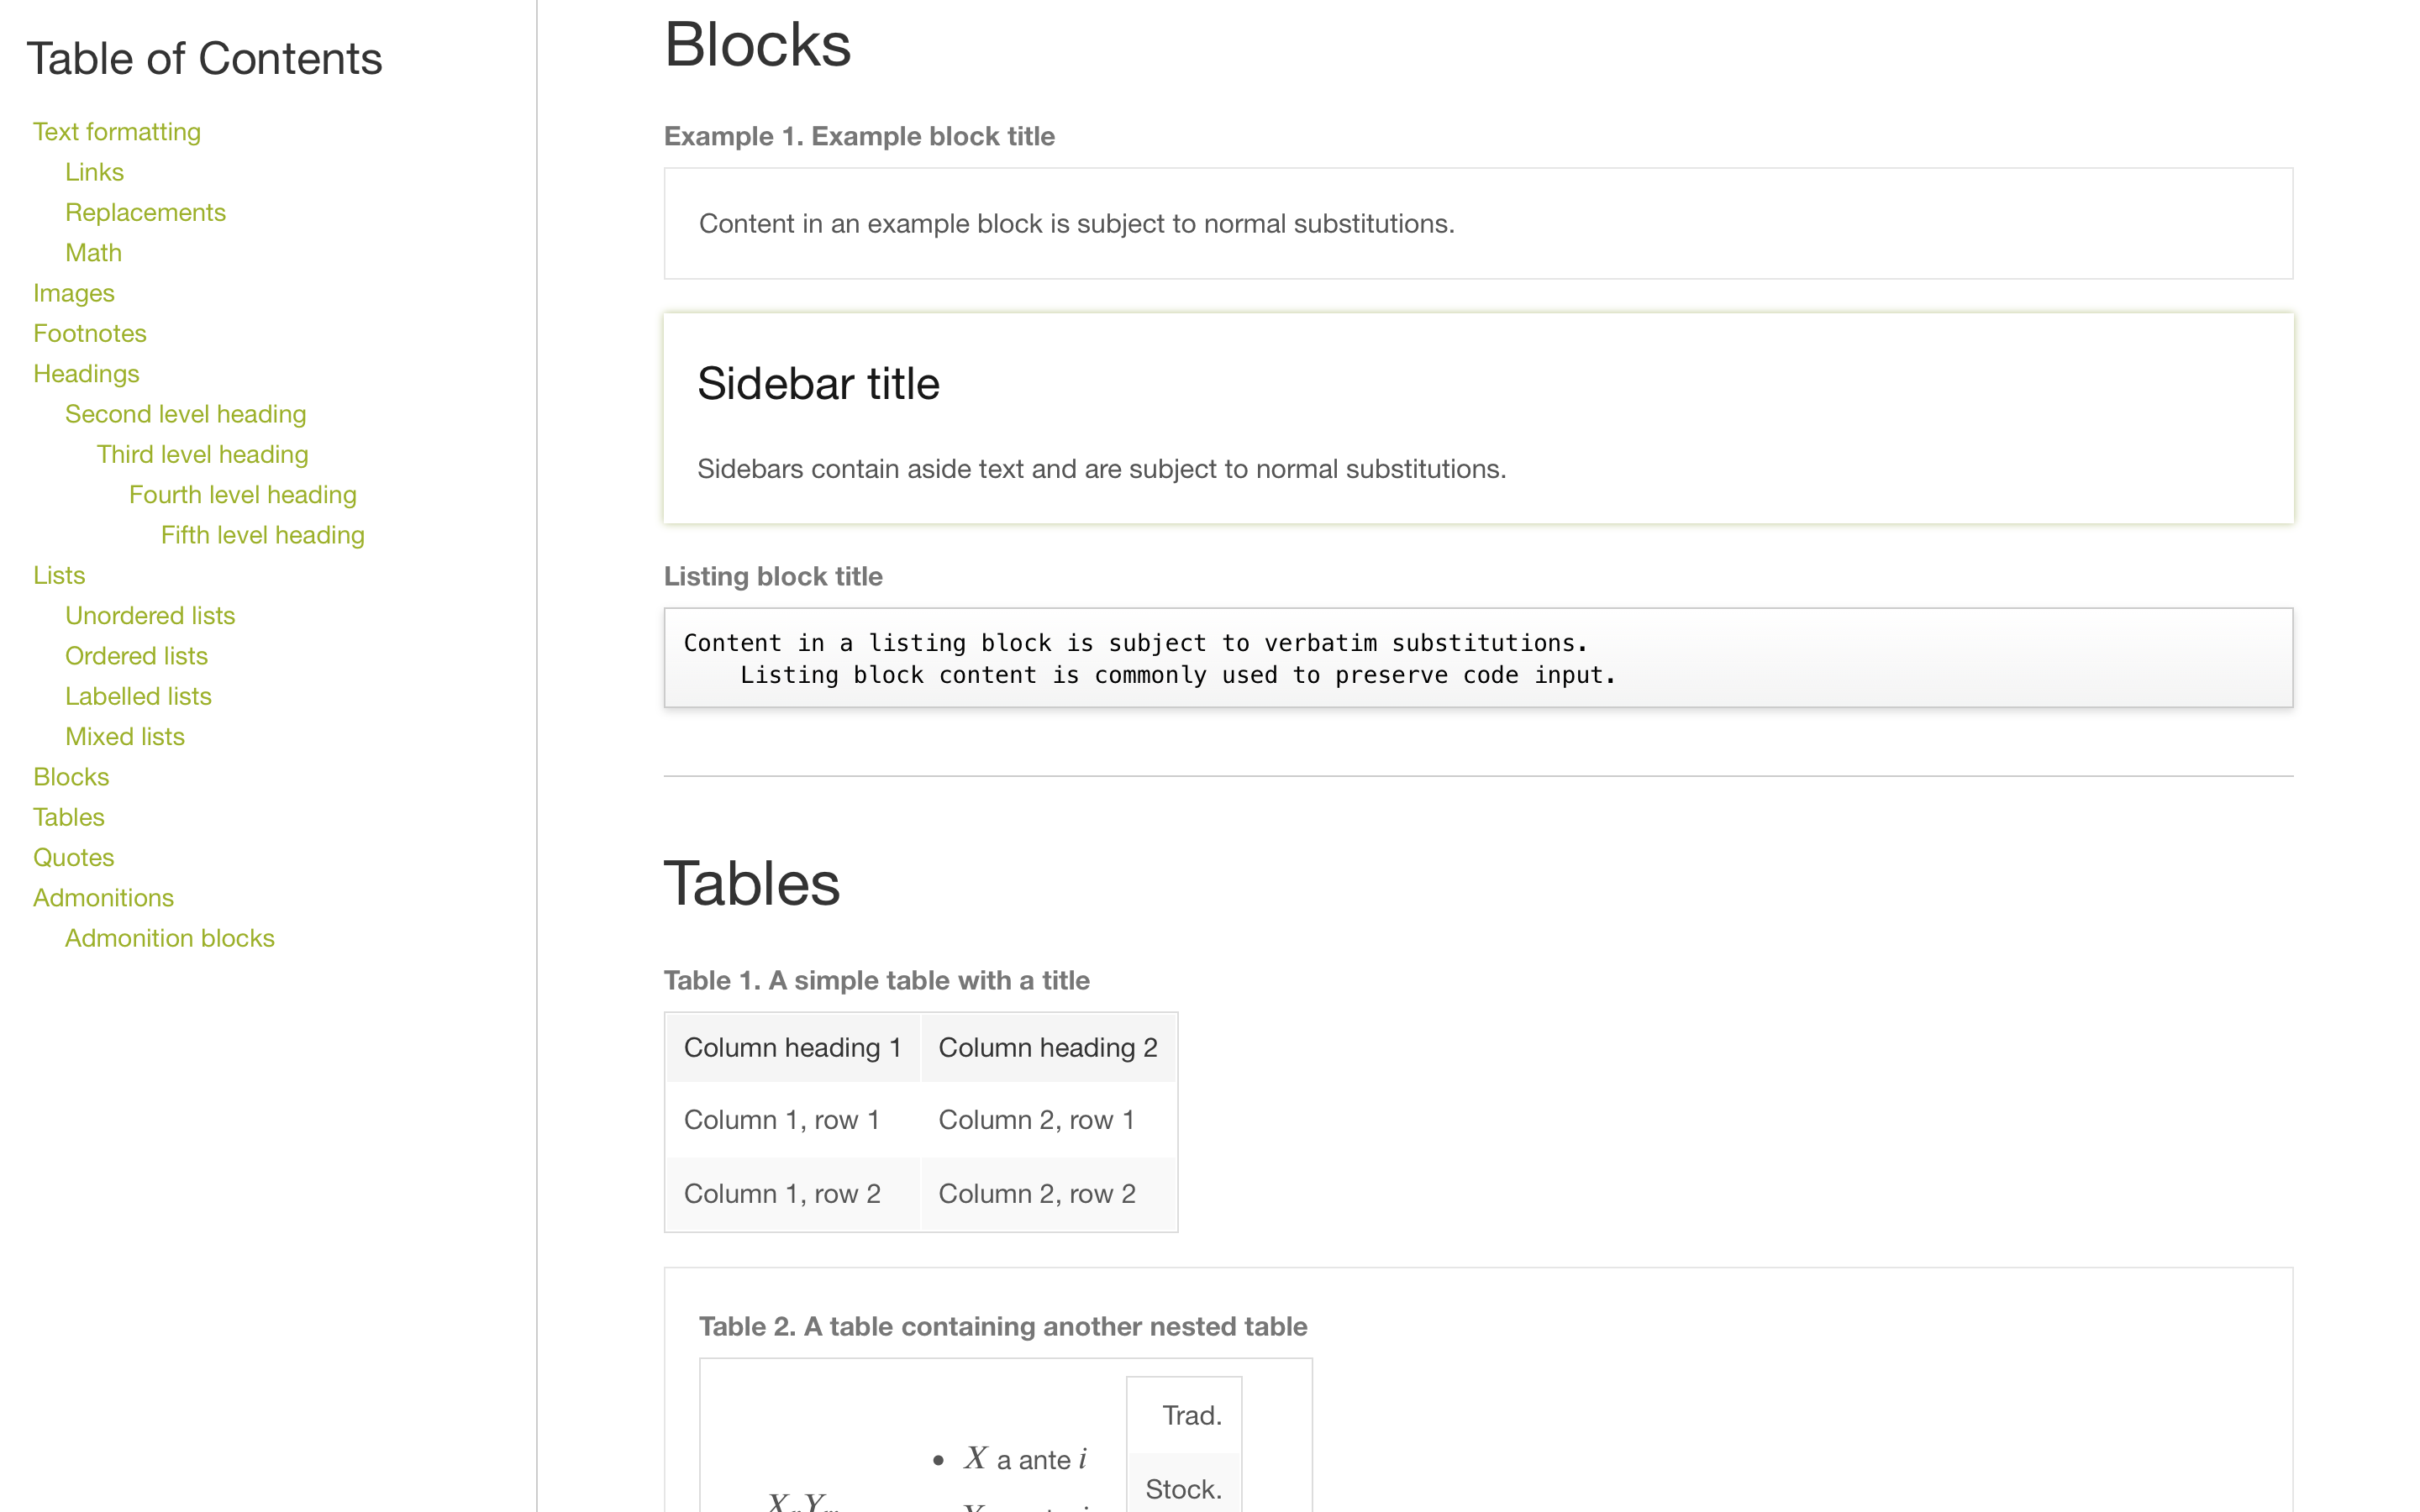 Table of Contents
Text formatting
Links
Replacements
Math
Images
Footnotes
Headings
Second level heading
Third level heading
Fourth level heading
Fifth level heading
Lists
Unordered lists
Ordered lists
Labelled lists
Mixed lists
Blocks
Tables
Quotes
Admonitions
Admonition blocks
Blocks
Example 1. Example block title
Content in an example block is subject to normal substitutions.
Sidebar title
Sidebars contain aside text and are subject to normal substitutions.
Listing block title
Content in a listing block is subject to verbatim substitutions.
Listing block content is commonly used to preserve code input.
Tables
Table 1. A simple table with a title
Column heading 1 Column heading 2
Column 1, row 1 Column 2, row 1
Column 1, row 2 Column 2, row 2
Table 2. A table containing another nested table
Trad.
• X a ante i
Stock.